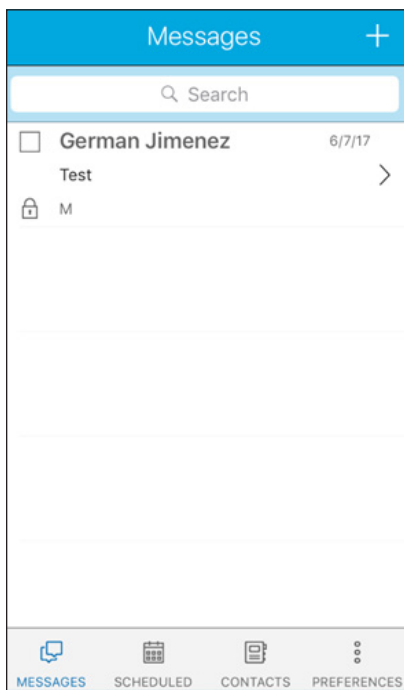 Messages
Search
German Jimenez 6/7/17
Test
M
MESSAGES SCHEDULED CONTACTS PREFERENCES